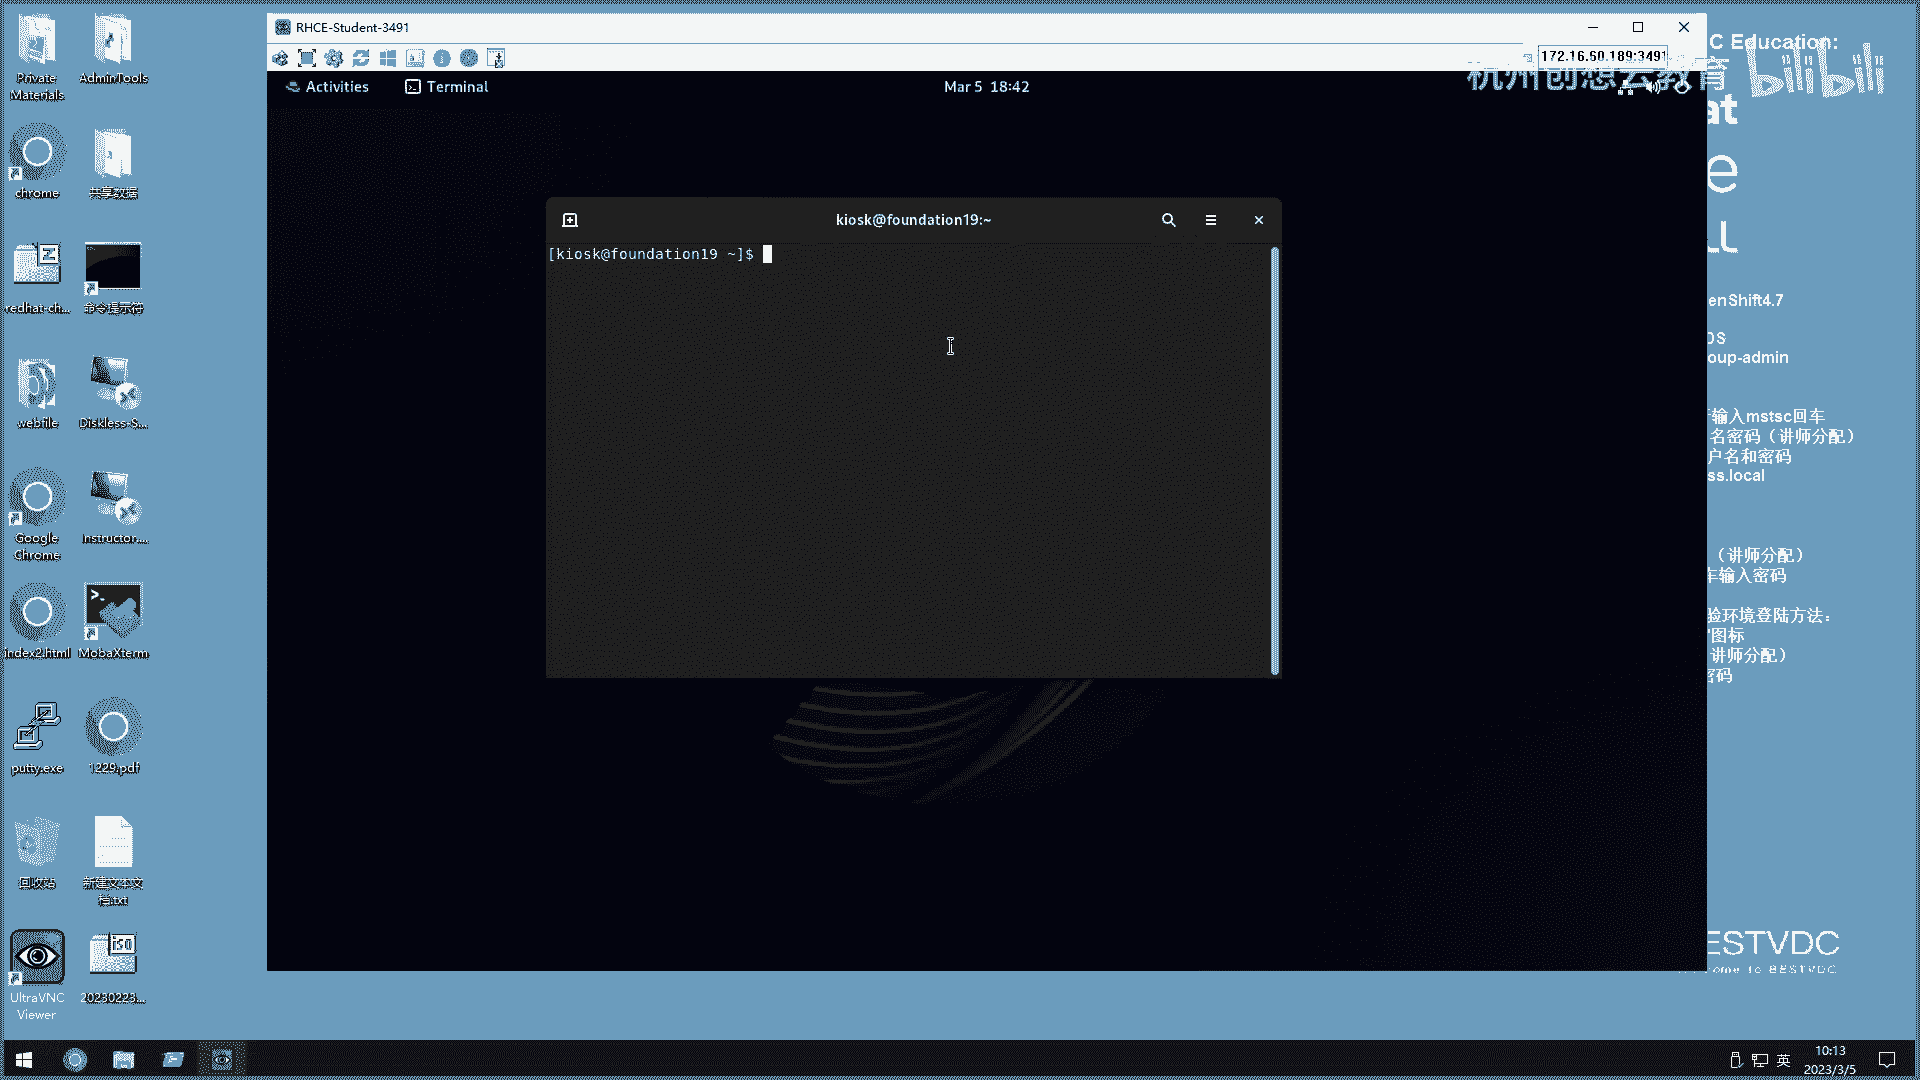 RHCE-Student-3491
172.16.60.189:3491
Activities
Terminal
Mar 5 18:42
kiosk@foundation19:~
[kiosk@foundation19 ~]$
Private
Materials
AdminTools
chrome
共享数据
redhat-ch...
命令提示符
webfile
Diskless-S...
Google
Chrome
Instructor....
index2.html
MobaXterm
putty.exe
1229.pdf
回收站
新建文本文
档.txt
UltraVNC
Viewer
20230223...
iso
C Education:
杭州创想云教育
bilibili
at
e
LL
enShift4.7
OS
oup-admin
输入mstsc回车
名密码（讲师分配）
户名和密码
ss.local
（讲师分配）
车输入密码
验环境登陆方法：
"图标
讲师分配）
密码
ESTVDC
ome to BESTVDC
英
10:13
2023/3/5